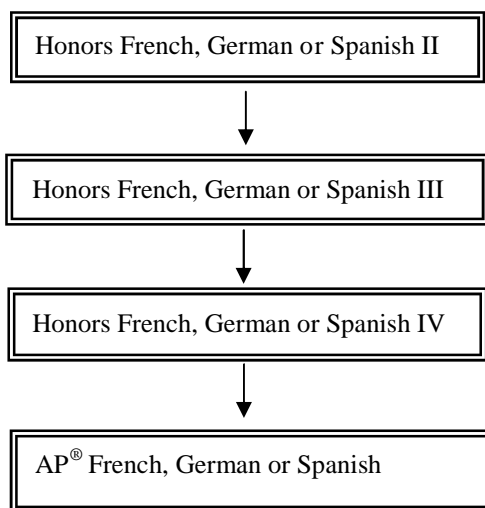 Honors French, German or Spanish II
Honors French, German or Spanish III
Honors French, German or Spanish IV
AP® French, German or Spanish